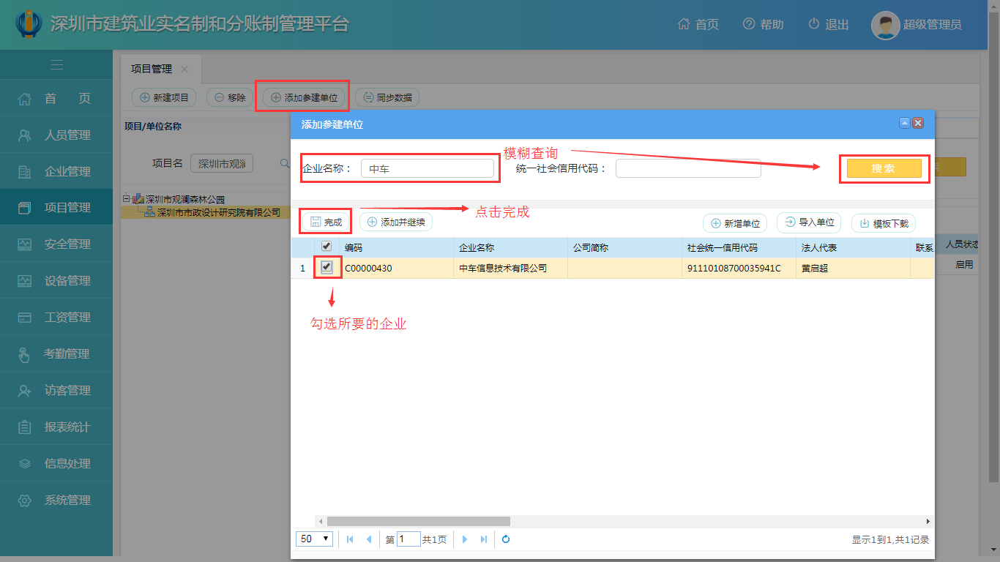 深圳市建筑业实名制和分账制管理平台
首页 帮助 退出 超级管理员
项目管理
首 页
人员管理
企业管理
项目管理
安全管理
设备管理
工资管理
考勤管理
访客管理
报表统计
信息处理
系统管理
新建项目 移除 添加参建单位 同步数据
项目/单位名称
项目名 深圳市观澜
深圳市观澜森林公园
深圳市市政设计研究院有限公司
添加参建单位
企业名称： 中车 模糊查询 统一社会信用代码： 搜索
完成 点击完成 添加并继续 新增单位 导入单位 模板下载
编码 企业名称 公司简称 社会统一信用代码 法人代表 联系
1 C00000430 中车信息技术有限公司 91110108700035941C 黄启超
勾选所要的企业
人员状态
启用
50 第 1 共1页 显示1到1,共1记录